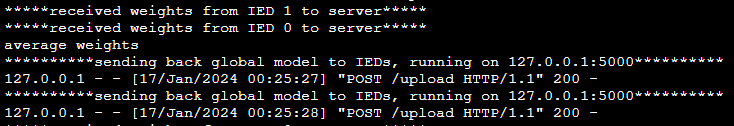 *****received weights from IED 1 to server*****
*****received weights from IED 0 to server*****
average weights
**********sending back global model to IEDs, running on 127.0.0.1:5000**********
127.0.0.1 - - [17/Jan/2024 00:25:27] "POST /upload HTTP/1.1" 200 -
**********sending back global model to IEDs, running on 127.0.0.1:5000**********
127.0.0.1 - - [17/Jan/2024 00:25:28] "POST /upload HTTP/1.1" 200 -